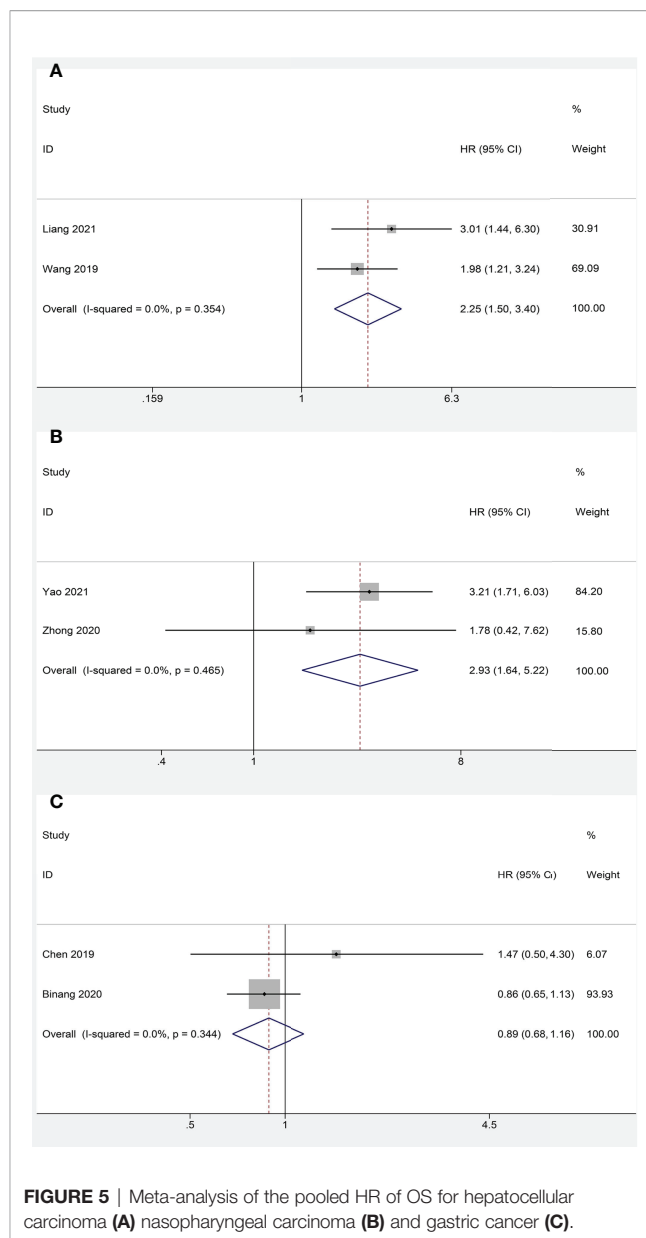 A
Study %
ID HR (95% CI) Weight
Liang 2021 3.01 (1.44, 6.30) 30.91
Wang 2019 1.98 (1.21, 3.24) 69.09
Overall (I-squared = 0.0%, p = 0.354) 2.25 (1.50, 3.40) 100.00
.159 1 6.3
B
Study %
ID HR (95% CI) Weight
Yao 2021 3.21 (1.71, 6.03) 84.20
Zhong 2020 1.78 (0.42, 7.62) 15.80
Overall (I-squared = 0.0%, p = 0.465) 2.93 (1.64, 5.22) 100.00
.4 1 8
C
Study %
ID HR (95% CI) Weight
Chen 2019 1.47 (0.50, 4.30) 6.07
Binang 2020 0.86 (0.65, 1.13) 93.93
Overall (I-squared = 0.0%, p = 0.344) 0.89 (0.68, 1.16) 100.00
.5 1 4.5
FIGURE 5 | Meta-analysis of the pooled HR of OS for hepatocellular
carcinoma (A) nasopharyngeal carcinoma (B) and gastric cancer (C).